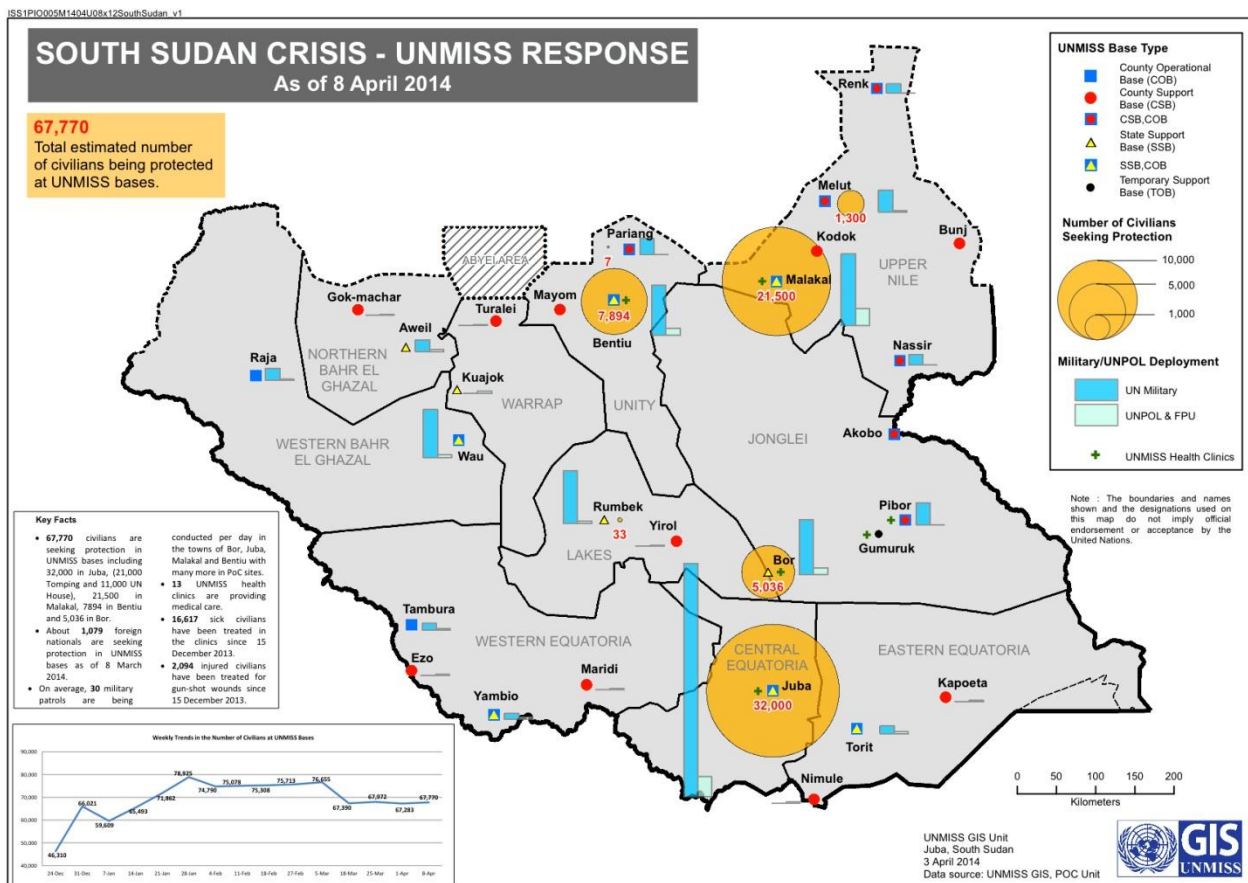 ISS1PIO005M1404U08x12SouthSudan_v1
SOUTH SUDAN CRISIS - UNMISS RESPONSE
As of 8 April 2014
67,770
Total estimated number
of civilians being protected
at UNMISS bases.
UNMISS Base Type
County Operational
Base (COB)
County Support
Base (CSB)
CSB,COB
State Support
Base (SSB)
SSB,COB
Temporary Support
Base (TOB)
Number of Civilians
Seeking Protection
10,000
5,000
1,000
Military/UNPOL Deployment
UN Military
UNPOL & FPU
UNMISS Health Clinics
Note : The boundaries and names
shown and the designations used on
this map do not imply official
endorsement or acceptance by the
United Nations.
Renk
Melut
1,300
Kodok
Bunj
Pariang
7
ABYEI AREA
Malakal
21,500
UPPER
NILE
Gok-machar
Turalei
Mayom
7,894
Bentiu
Aweil
Nassir
Raja
NORTHERN
BAHR EL
GHAZAL
Kuajok
WARRAP
UNITY
JONGLEI
Akobo
WESTERN BAHR
EL GHAZAL
Wau
Rumbek
33
Yirol
LAKES
Pibor
Gumuruk
Bor
5,036
Tambura
WESTERN EQUATORIA
CENTRAL
EQUATORIA
EASTERN EQUATORIA
Ezo
Maridi
Juba
32,000
Kapoeta
Yambio
Torit
Nimule
Key Facts
67,770 civilians are
seeking protection in
UNMISS bases including
32,000 in Juba, (21,000
Tomping and 11,000 UN
House), 21,500 in
Malakal, 7894 in Bentiu
and 5,036 in Bor.
About 1,079 foreign
nationals are seeking
protection in UNMISS
bases as of 8 March
2014.
On average, 30 military
patrols are being
conducted per day in
the towns of Bor, Juba,
Malakal and Bentiu with
many more in PoC sites.
13 UNMISS health
clinics are providing
medical care.
16,617 sick civilians
have been treated in
the clinics since 15
December 2013.
2,094 injured civilians
have been treated for
gun-shot wounds since
15 December 2013.
Weekly Trends in the Number of Civilians at UNMISS Bases
90,000
80,000
70,000
60,000
50,000
40,000
46,310
66,021
59,609
65,493
71,862
78,925
74,790
75,078
75,308
75,713
76,655
67,390
67,972
67,283
67,770
24-Dec 31-Dec 7-Jan 14-Jan 21-Jan 28-Jan 4-Feb 11-Feb 18-Feb 27-Feb 5-Mar 18-Mar 25-Mar 1-Apr 8-Apr
0 50 100 150 200
Kilometers
UNMISS GIS Unit
Juba, South Sudan
3 April 2014
Data source: UNMISS GIS, POC Unit
GIS
UNMISS